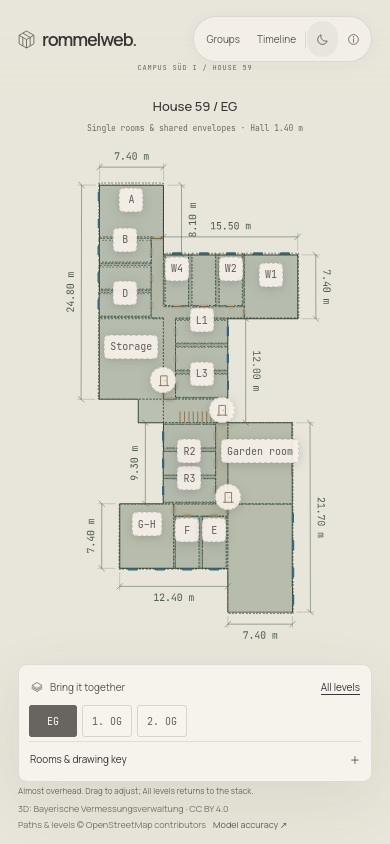 rommelweb.
Groups Timeline
CAMPUS SÜD I / HOUSE 59
House 59 / EG
Single rooms & shared envelopes · Hall 1.40 m
7.40 m
A
8.10 m
15.50 m
B
W4 W2 W1
7.40 m
24.80 m
D
L1
Storage
12.00 m
L3
9.30 m
R2
Garden room
R3
21.70 m
7.40 m
G–H F E
12.40 m
7.40 m
Bring it together All levels
EG 1. OG 2. OG
Rooms & drawing key +
Almost overhead. Drag to adjust; All levels returns to the stack.
3D: Bayerische Vermessungsverwaltung · CC BY 4.0
Paths & levels © OpenStreetMap contributors Model accuracy ↗